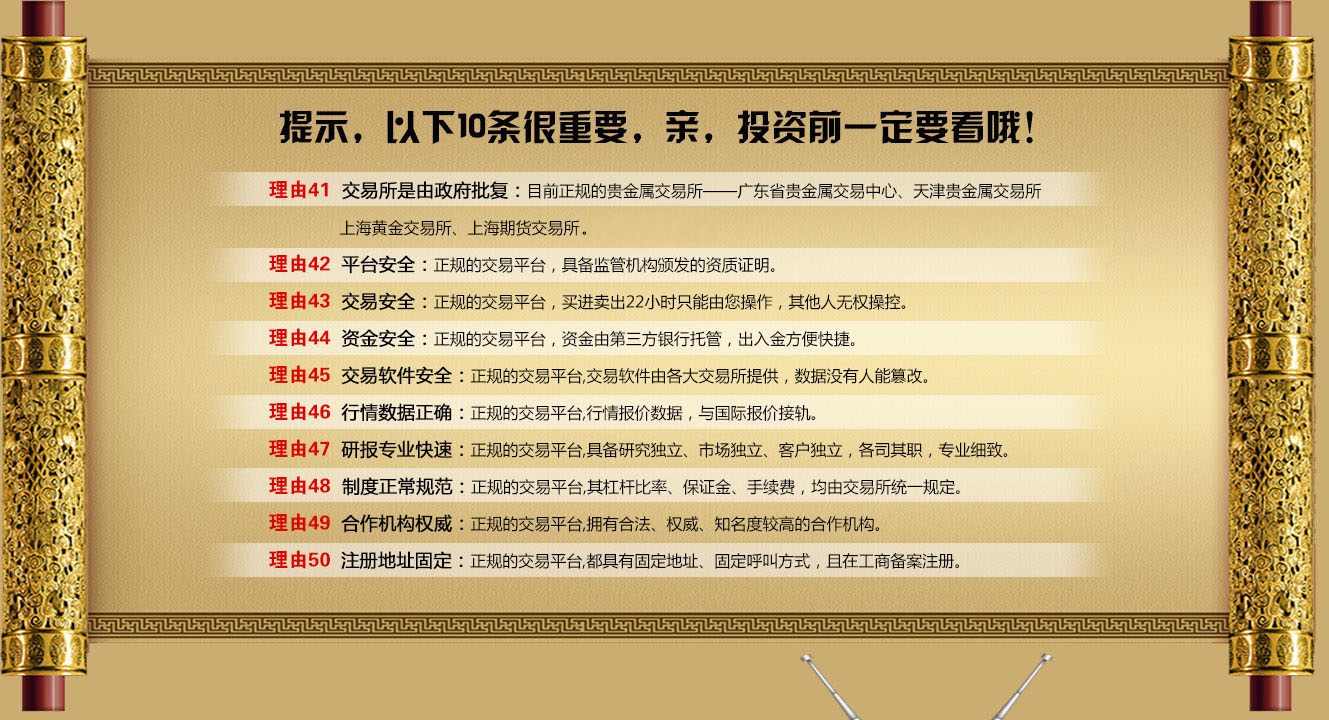 提示，以下10条很重要，亲，投资前一定要看哦！
理由41 交易所是由政府批复：目前正规的贵金属交易所——广东省贵金属交易中心、天津贵金属交易所
上海黄金交易所、上海期货交易所。
理由42 平台安全：正规的交易平台，具备监管机构颁发的资质证明。
理由43 交易安全：正规的交易平台，买进卖出22小时只能由您操作，其他人无权操控。
理由44 资金安全：正规的交易平台，资金由第三方银行托管，出入金方便快捷。
理由45 交易软件安全：正规的交易平台,交易软件由各大交易所提供，数据没有人能篡改。
理由46 行情数据正确：正规的交易平台,行情报价数据，与国际报价接轨。
理由47 研报专业快速：正规的交易平台,具备研究独立、市场独立、客户独立，各司其职，专业细致。
理由48 制度正常规范：正规的交易平台,其杠杆比率、保证金、手续费，均由交易所统一规定。
理由49 合作机构权威：正规的交易平台,拥有合法、权威、知名度较高的合作机构。
理由50 注册地址固定：正规的交易平台,都具有固定地址、固定呼叫方式，且在工商备案注册。